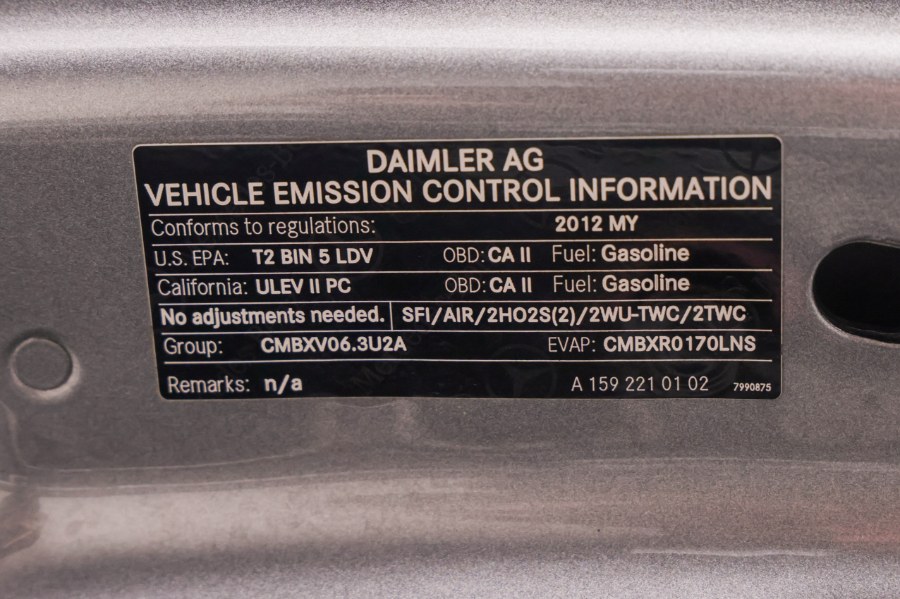 DAIMLER AG
VEHICLE EMISSION CONTROL INFORMATION
Conforms to regulations: 2012 MY
U.S. EPA: T2 BIN 5 LDV OBD: CA II Fuel: Gasoline
California: ULEV II PC OBD: CA II Fuel: Gasoline
No adjustments needed. SFI/AIR/2HO2S(2)/2WU-TWC/2TWC
Group: CMBXV06.3U2A EVAP: CMBXR0170LNS
Remarks: n/a A 159 221 01 02 7990875